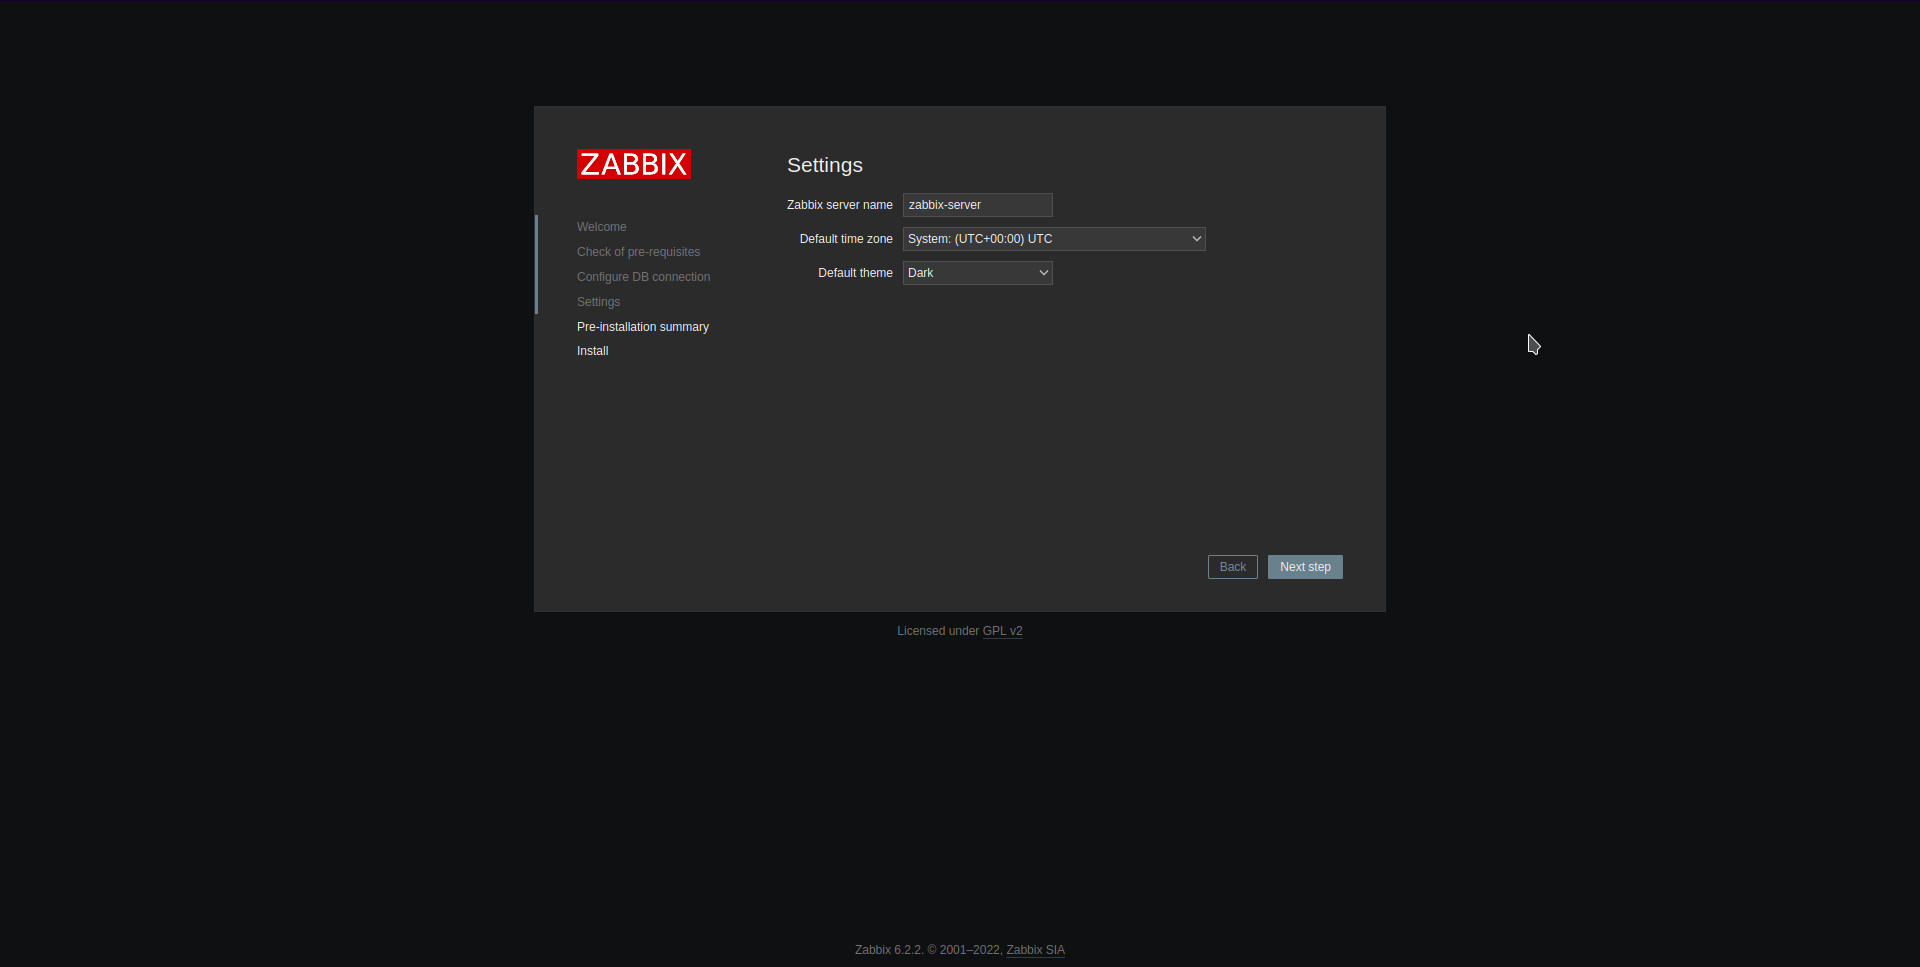 ZABBIX
Welcome
Check of pre-requisites
Configure DB connection
Settings
Pre-installation summary
Install
Settings
Zabbix server name zabbix-server
Default time zone System: (UTC+00:00) UTC
Default theme Dark
Back Next step
Licensed under GPL v2
Zabbix 6.2.2. © 2001–2022, Zabbix SIA